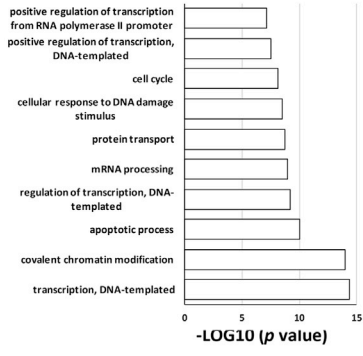 positive regulation of transcription
from RNA polymerase II promoter
positive regulation of transcription,
DNA-templated
cell cycle
cellular response to DNA damage
stimulus
protein transport
mRNA processing
regulation of transcription, DNA-
templated
apoptotic process
covalent chromatin modification
transcription, DNA-templated
0 5 10 15
-LOG10 (p value)